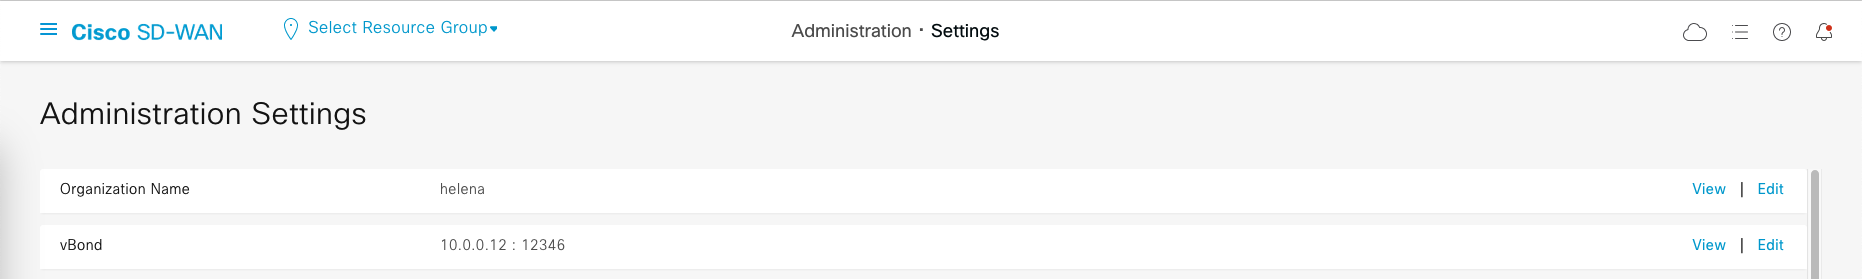 Cisco SD-WAN Select Resource Group Administration · Settings
Administration Settings
Organization Name helena View | Edit
vBond 10.0.0.12 : 12346 View | Edit